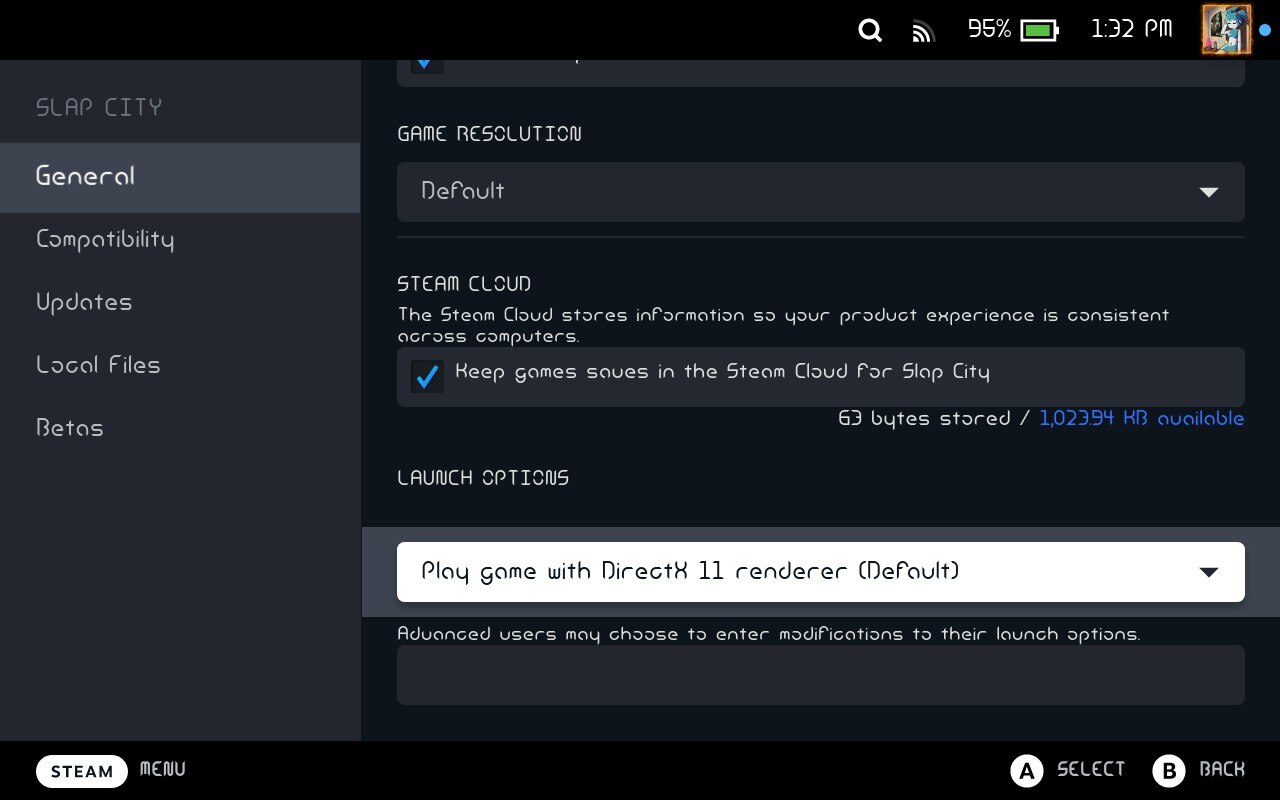 95%
1:32 PM
SLAP CITY
General
Compatibility
Updates
Local Files
Betas
GAME RESOLUTION
Default
STEAM CLOUD
The Steam Cloud stores information so your product experience is consistent
across computers.
Keep games saves in the Steam Cloud for Slap City
63 bytes stored / 1,023.94 KB available
LAUNCH OPTIONS
Play game with DirectX 11 renderer (Default)
Advanced users may choose to enter modifications to their launch options.
STEAM MENU
A SELECT B BACK